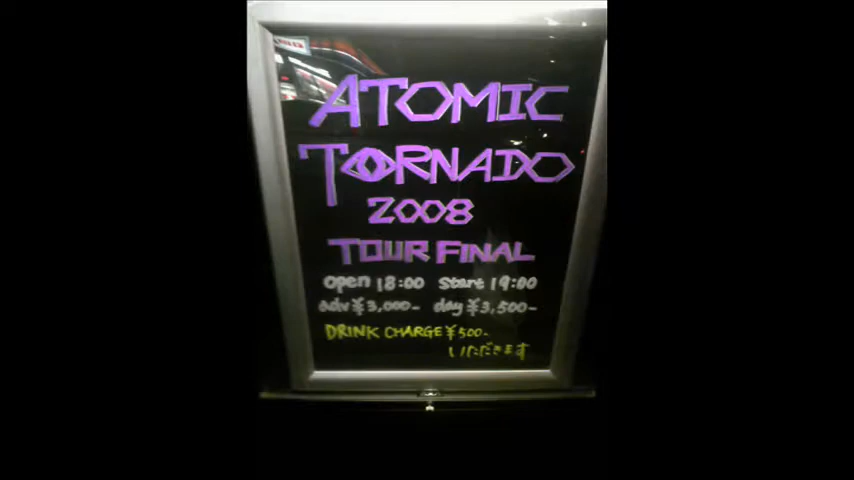 ATOMIC
TORNADO
2008
TOUR FINAL
open 18:00 start 19:00
adv ¥3,000- day ¥3,500-
DRINK CHARGE ¥500-
いただきます